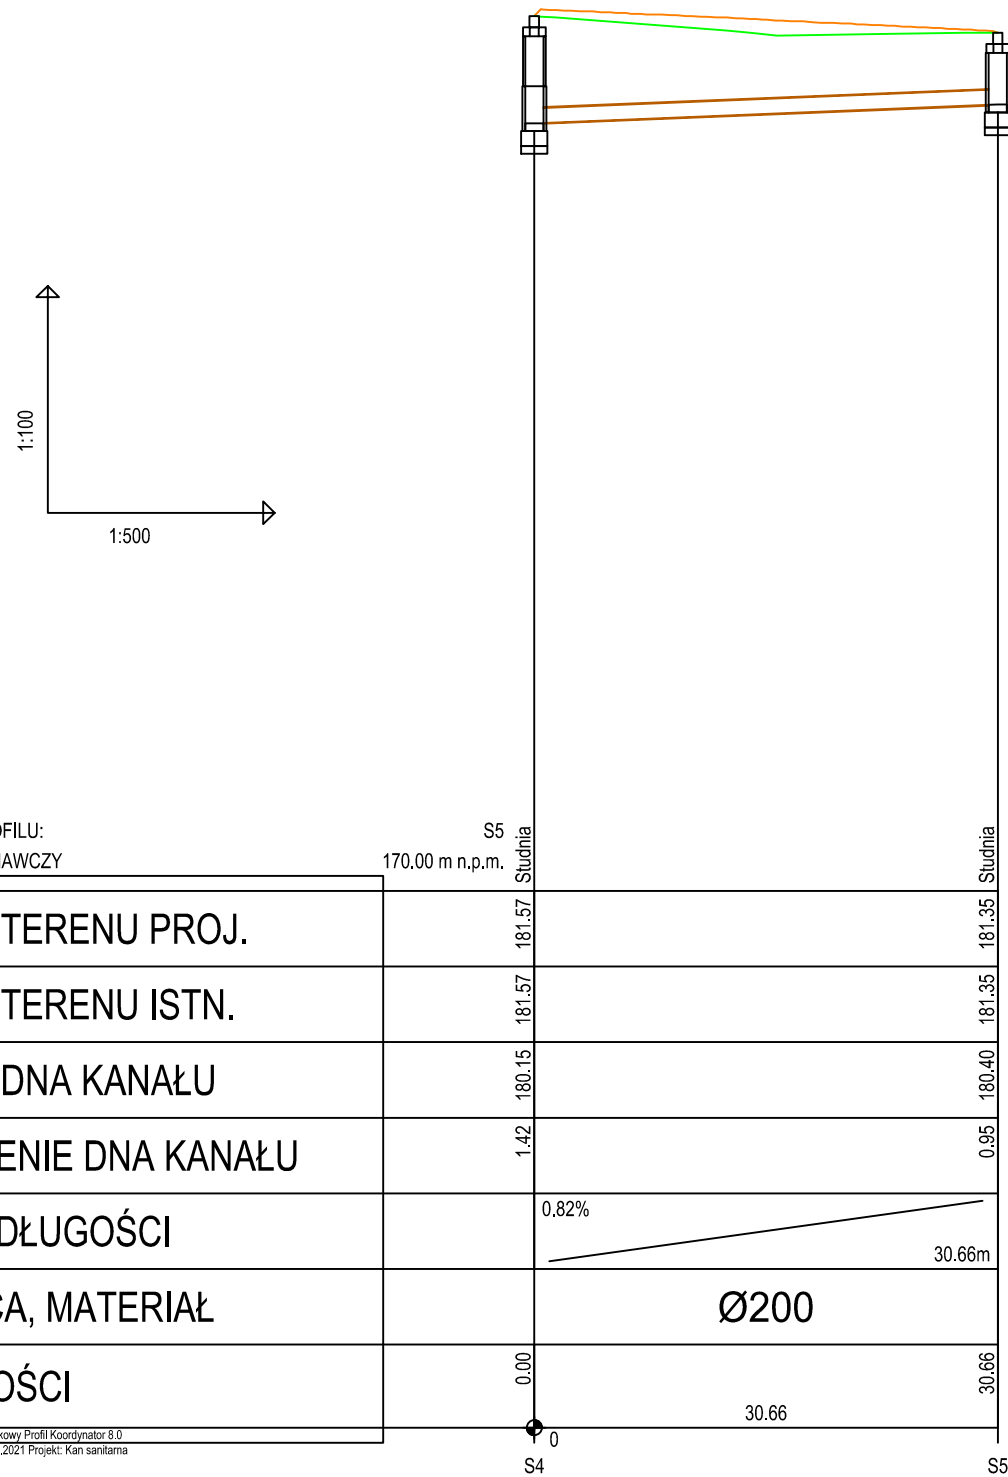 1:100
1:500
OFILU: S5
NAWCZY 170.00 m n.p.m.
Studnia Studnia
TERENU PROJ. 181.57 181.35
TERENU ISTN. 181.57 181.35
DNA KANAŁU 180.15 180.40
ENIE DNA KANAŁU 1.42 0.95
DŁUGOŚCI 0.82% 30.66m
CA, MATERIAŁ Ø200
OŚCI 0.00 30.66 30.66
kowy Profil Koordynator 8.0
.2021 Projekt: Kan sanitarna
0
S4 S5